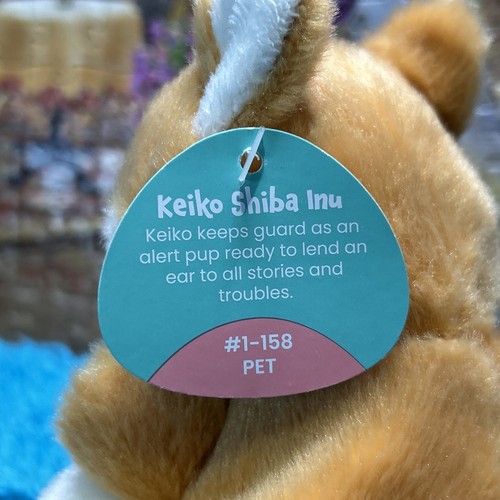 Keiko Shiba Inu
Keiko keeps guard as an
alert pup ready to lend an
ear to all stories and
troubles.
#1-158
PET